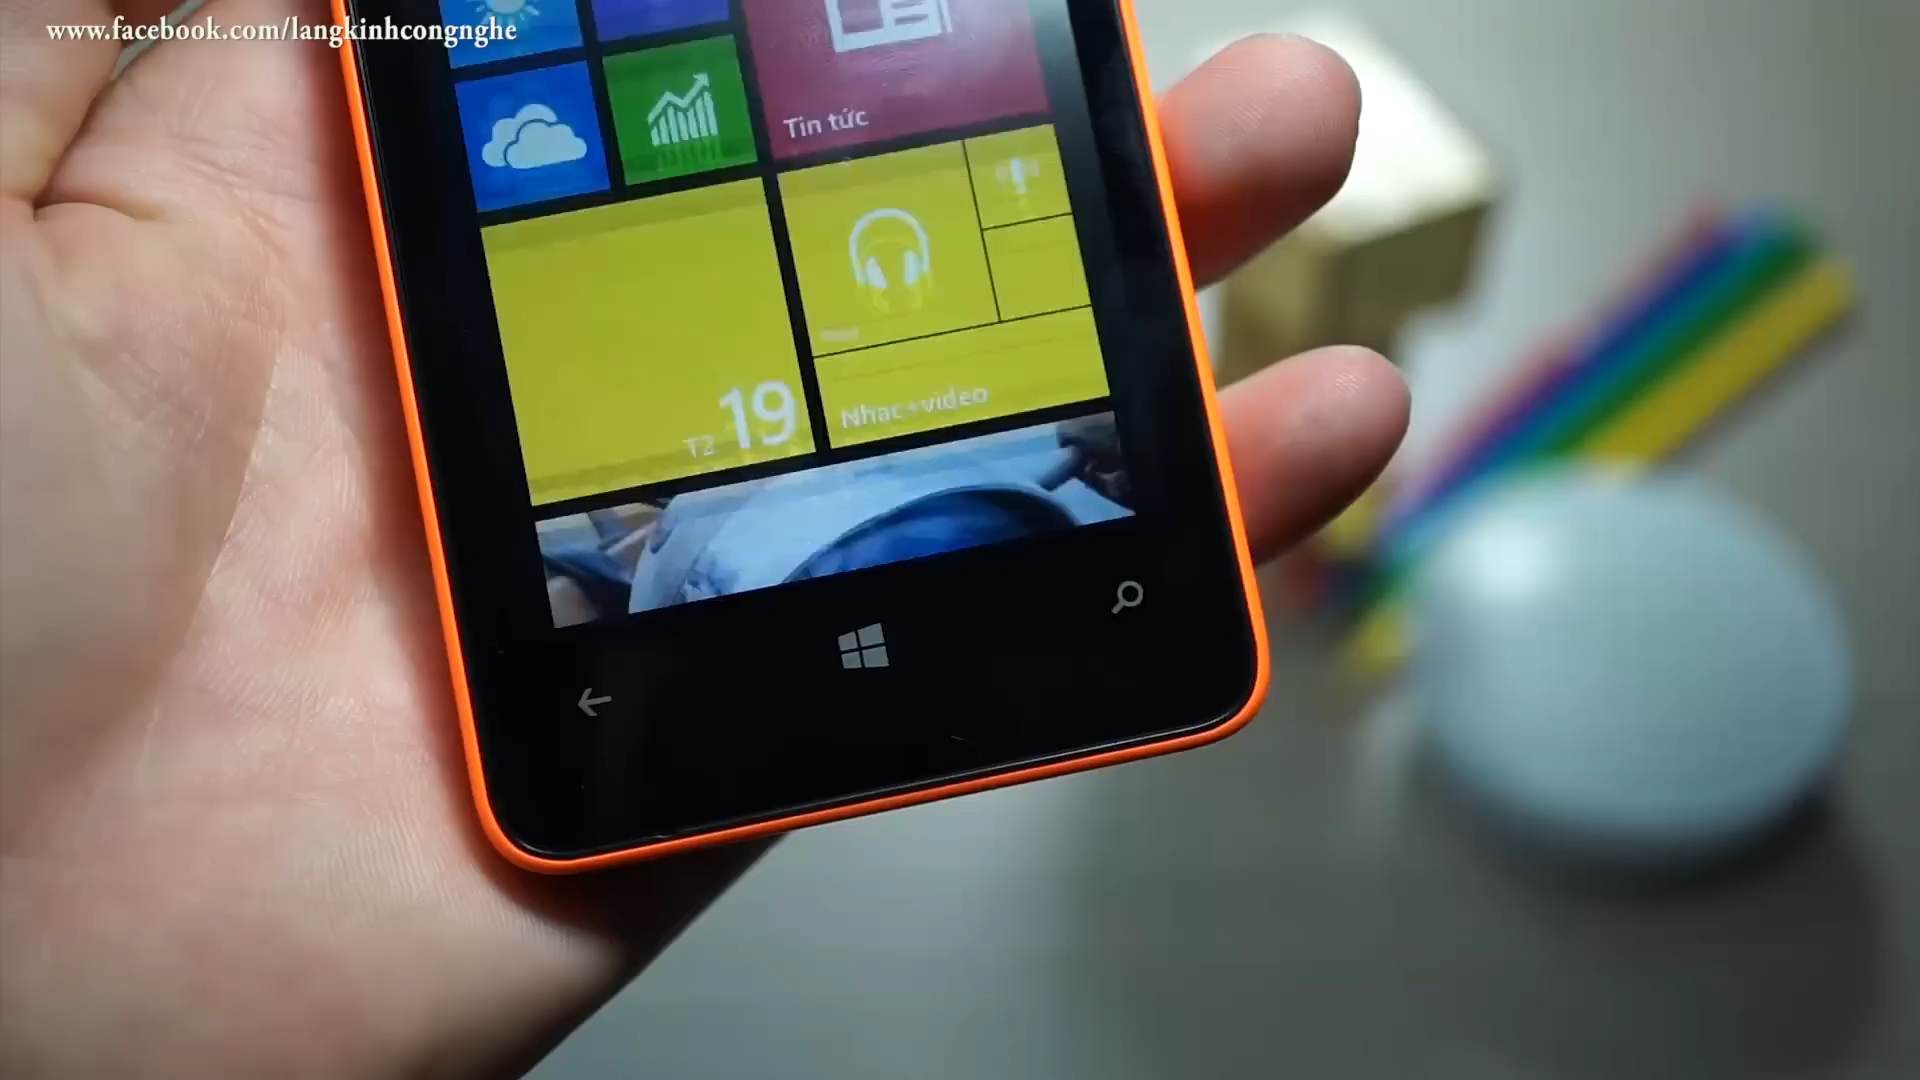 www.facebook.com/langkinhcongnghe
Tin tức
T2 19
Nhạc+video